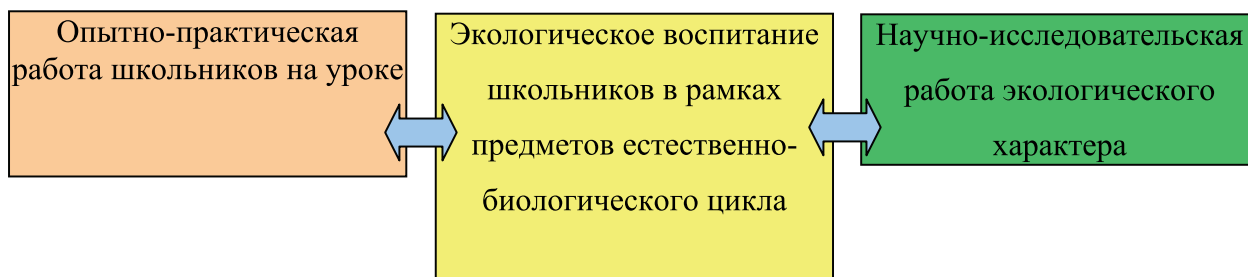 Опытно-практическая
работа школьников на уроке
Экологическое воспитание
школьников в рамках
предметов естественно-
биологического цикла
Научно-исследовательская
работа экологического
характера